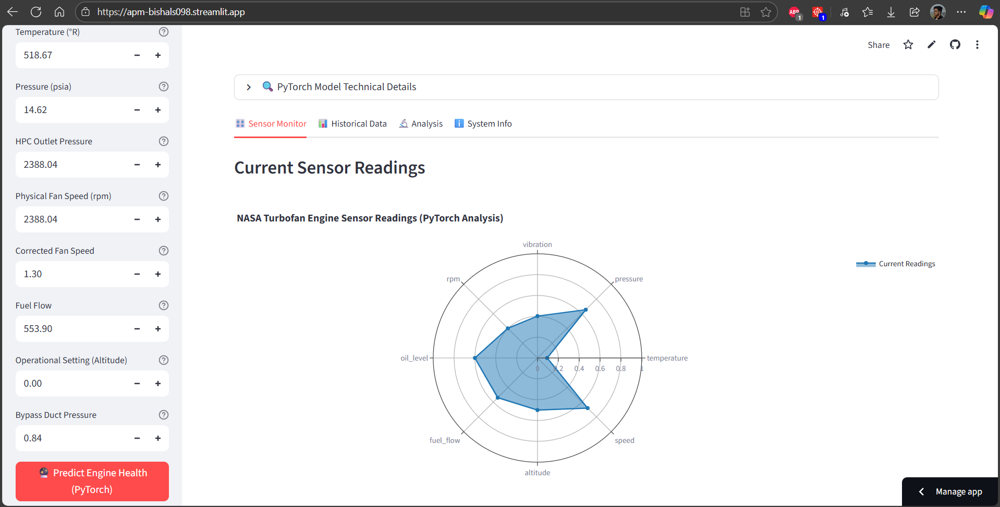 https://apm-bishals098.streamlit.app
ABP
1
1
Temperature (°R)
518.67
Pressure (psia)
14.62
HPC Outlet Pressure
2388.04
Physical Fan Speed (rpm)
2388.04
Corrected Fan Speed
1.30
Fuel Flow
553.90
Operational Setting (Altitude)
0.00
Bypass Duct Pressure
0.84
Predict Engine Health
(PyTorch)
Share
PyTorch Model Technical Details
Sensor Monitor
Historical Data
Analysis
System Info
Current Sensor Readings
NASA Turbofan Engine Sensor Readings (PyTorch Analysis)
Current Readings
vibration
rpm
pressure
oil_level
temperature
0 0.2 0.4 0.6 0.8 1
fuel_flow
speed
altitude
Manage app